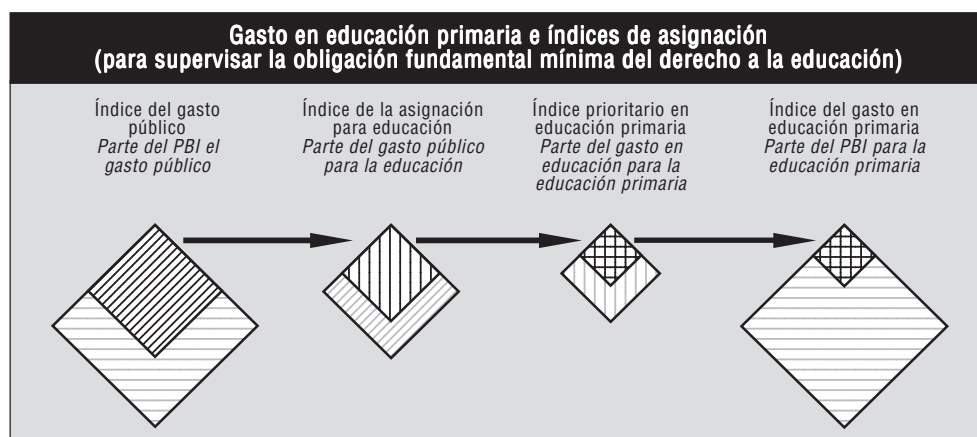 Gasto en educación primaria e índices de asignación
(para supervisar la obligación fundamental mínima del derecho a la educación)
Índice del gasto
público
Parte del PBI el
gasto público
Índice de la asignación
para educación
Parte del gasto público
para la educación
Índice prioritario en
educación primaria
Parte del gasto en
educación para la
educación primaria
Índice del gasto en
educación primaria
Parte del PBI para la
educación primaria